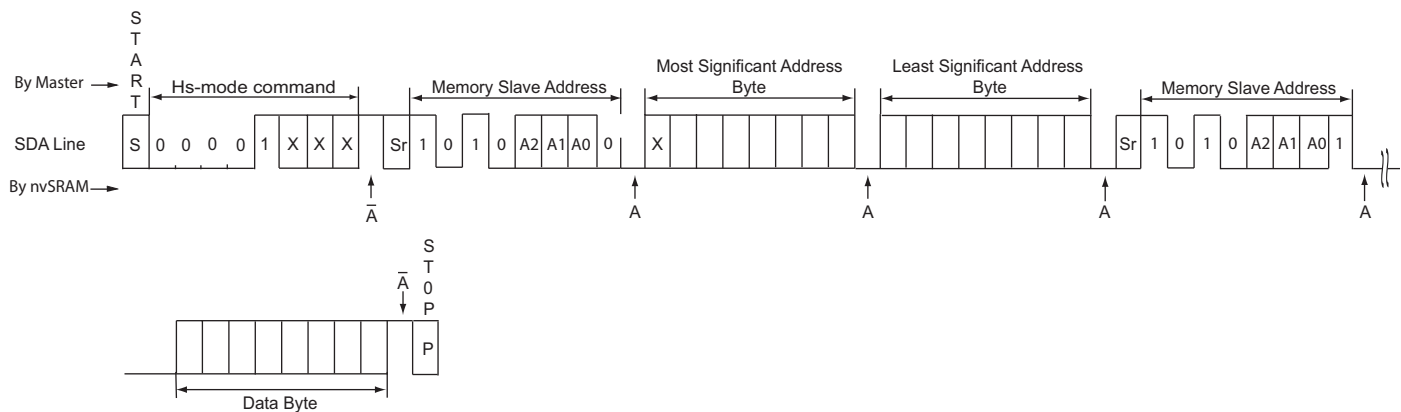 START
By Master
Hs-mode command
Memory Slave Address
Most Significant Address
Byte
Least Significant Address
Byte
Memory Slave Address
SDA Line
S 0 0 0 0 1 X X X Sr 1 0 1 0 A2 A1 A0 0 X Sr 1 0 1 0 A2 A1 A0 1
By nvSRAM
A̅ A A A A
A̅
ST0P
P
Data Byte